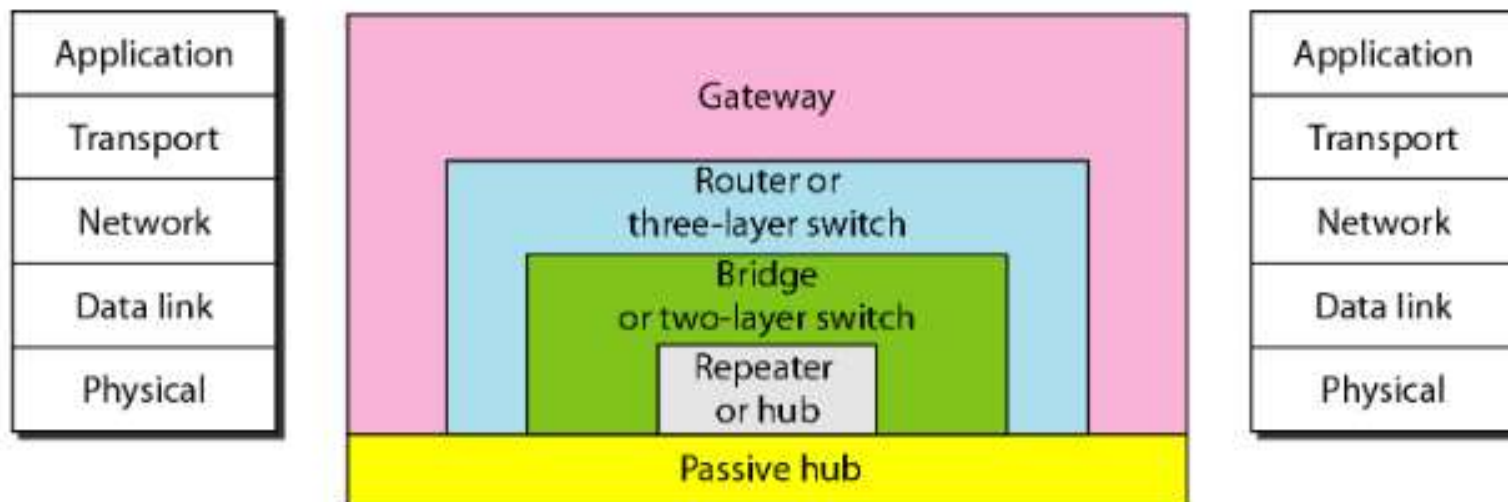 Application
Transport
Network
Data link
Physical
Gateway
Router or
three-layer switch
Bridge
or two-layer switch
Repeater
or hub
Passive hub
Application
Transport
Network
Data link
Physical